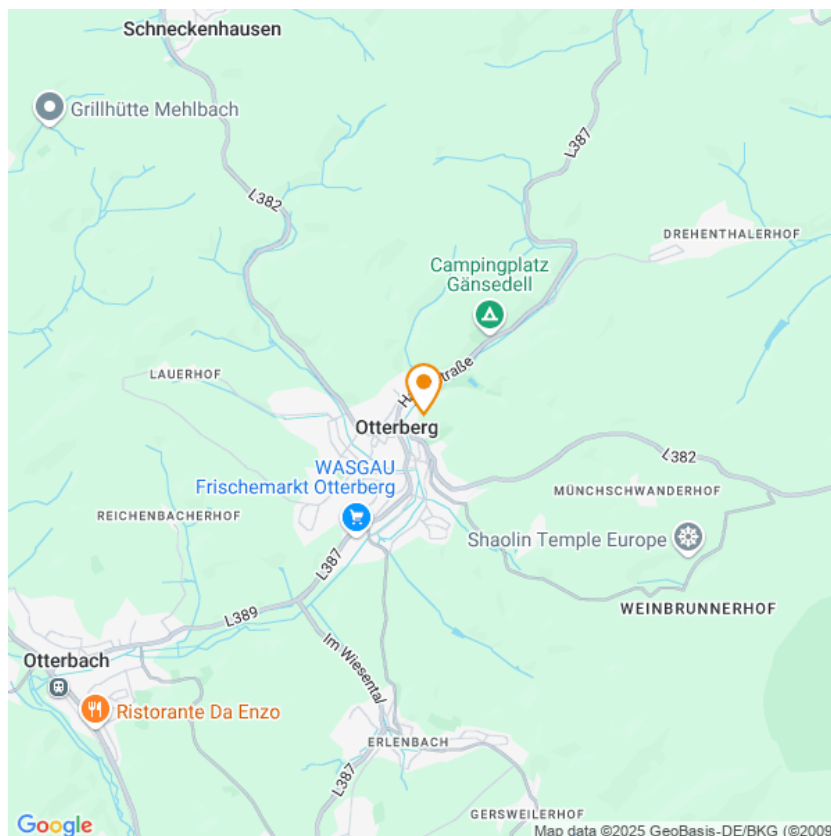 Schneckenhausen
Grillhütte Mehlbach
L387
L382
DREHENTHALERHOF
Campingplatz
Gänsedell
LAUERHOF
Otterberg
L382
WASGAU
Frischemarkt Otterberg
MÜNCHSCHWANDERHOF
REICHENBACHERHOF
Shaolin Temple Europe
L387
L389
WEINBRUNNERHOF
Otterbach
Im Wiesental
Ristorante Da Enzo
ERLENBACH
L387
GERSWEILERHOF
Google
Map data ©2025 GeoBasis-DE/BKG (©2009